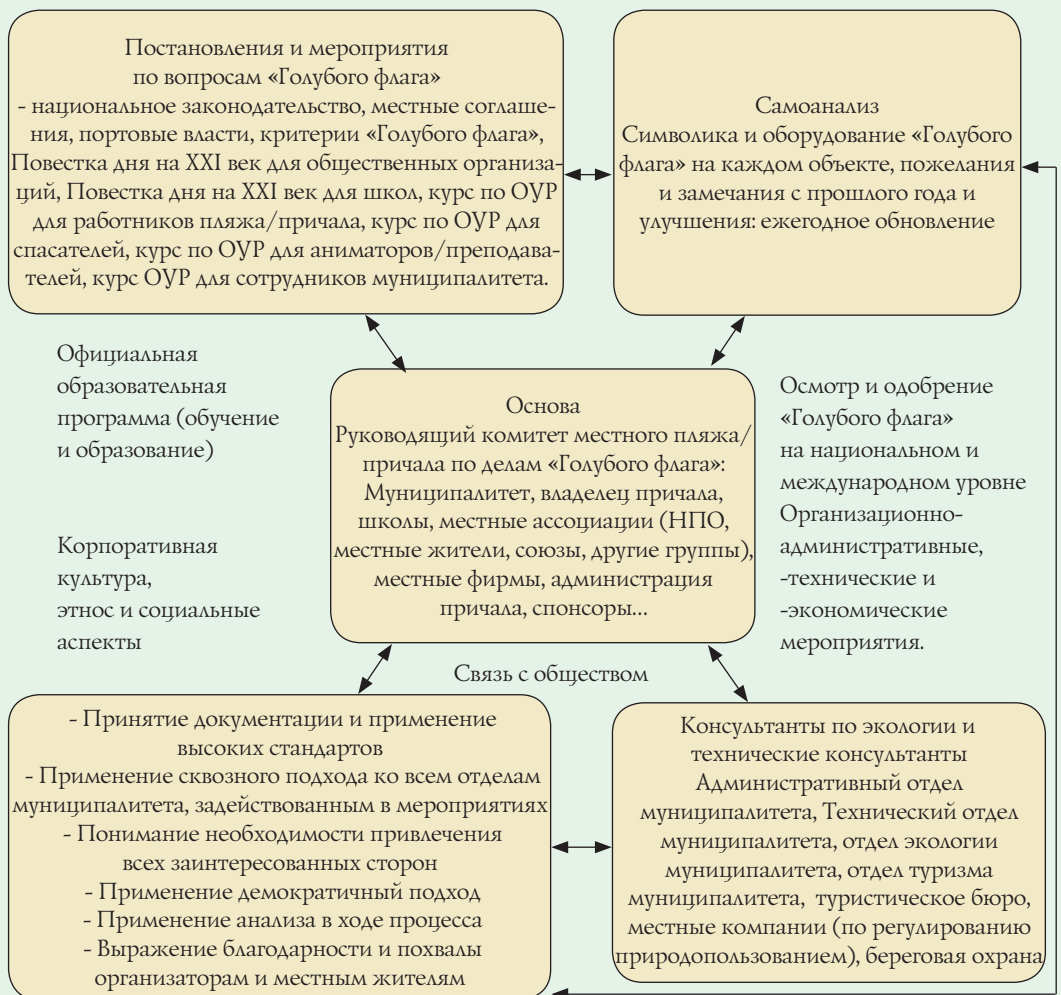 Постановления и мероприятия
по вопросам «Голубого флага»
- национальное законодательство, местные соглаше-
ния, портовые власти, критерии «Голубого флага»,
Повестка дня на XXI век для общественных организа-
ций, Повестка дня на XXI век для школ, курс по ОУР
для работников пляжа/причала, курс по ОУР для
спасателей, курс по ОУР для аниматоров/преподава-
телей, курс ОУР для сотрудников муниципалитета.
Самоанализ
Символика и оборудование «Голубого
флага» на каждом объекте, пожелания
и замечания с прошлого года и
улучшения: ежегодное обновление
Официальная
образовательная
программа (обучение
и образование)
Корпоративная
культура,
этнос и социальные
аспекты
Основа
Руководящий комитет местного пляжа/
причала по делам «Голубого флага»:
Муниципалитет, владелец причала,
школы, местные ассоциации (НПО,
местные жители, союзы, другие группы),
местные фирмы, администрация
причала, спонсоры...
Осмотр и одобрение
«Голубого флага»
на национальном и
международном уровне
Организационно-
административные,
-технические и
-экономические
мероприятия.
Связь с обществом
- Принятие документации и применение
высоких стандартов
- Применение сквозного подхода ко всем отделам
муниципалитета, задействованным в мероприятиях
- Понимание необходимости привлечения
всех заинтересованных сторон
- Применение демократичный подход
- Применение анализа в ходе процесса
- Выражение благодарности и похвалы
организаторам и местным жителям
Консультанты по экологии и
технические консультанты
Административный отдел
муниципалитета, Технический отдел
муниципалитета, отдел экологии
муниципалитета, отдел туризма
муниципалитета, туристическое бюро,
местные компании (по регулированию
природопользованием), береговая охрана